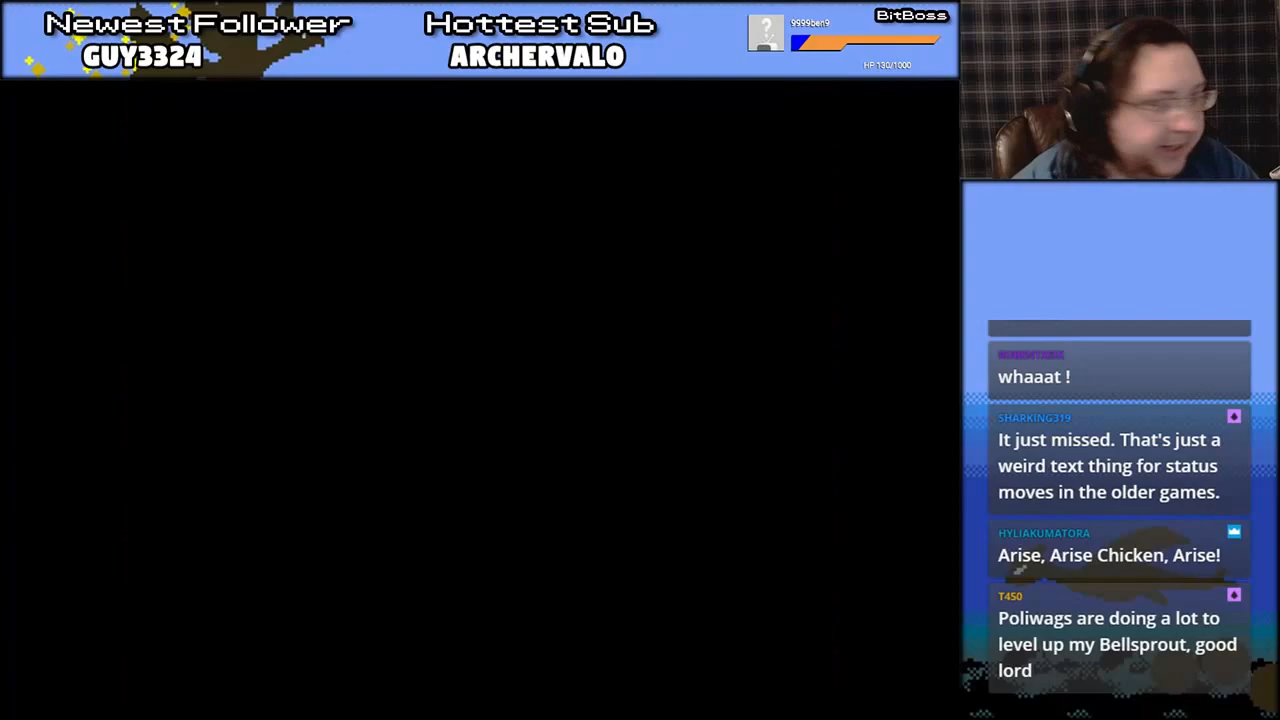 Newest Follower
GUY3324
Hottest Sub
ARCHERVALO
9999ben9
BitBoss
HP 130/1000
whaaat !
SHARKING319
It just missed. That's just a
weird text thing for status
moves in the older games.
HYLIAKUMATORA
Arise, Arise Chicken, Arise!
T450
Poliwags are doing a lot to
level up my Bellsprout, good
lord